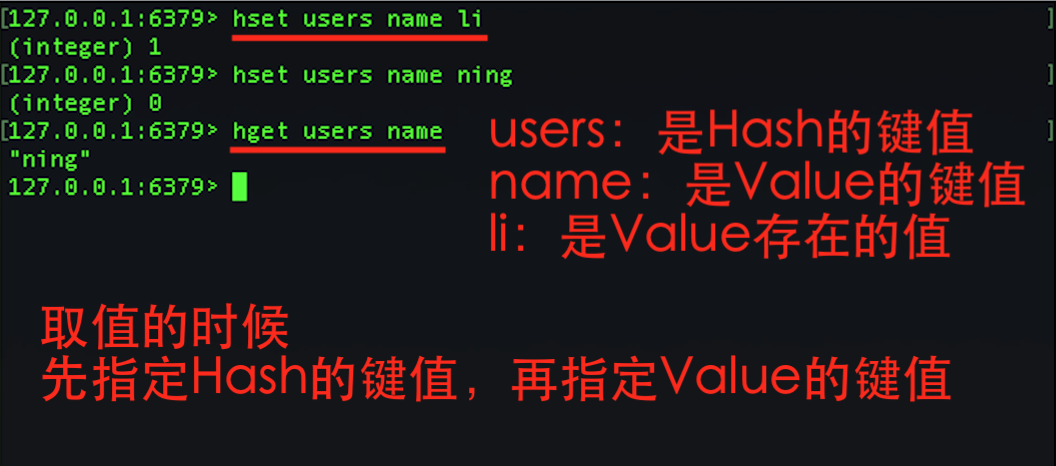 [127.0.0.1:6379> hset users name li ]
(integer) 1
[127.0.0.1:6379> hset users name ning ]
(integer) 0
[127.0.0.1:6379> hget users name ]
"ning"
127.0.0.1:6379>
users：是Hash的键值
name：是Value的键值
li：是Value存在的值
取值的时候
先指定Hash的键值，再指定Value的键值